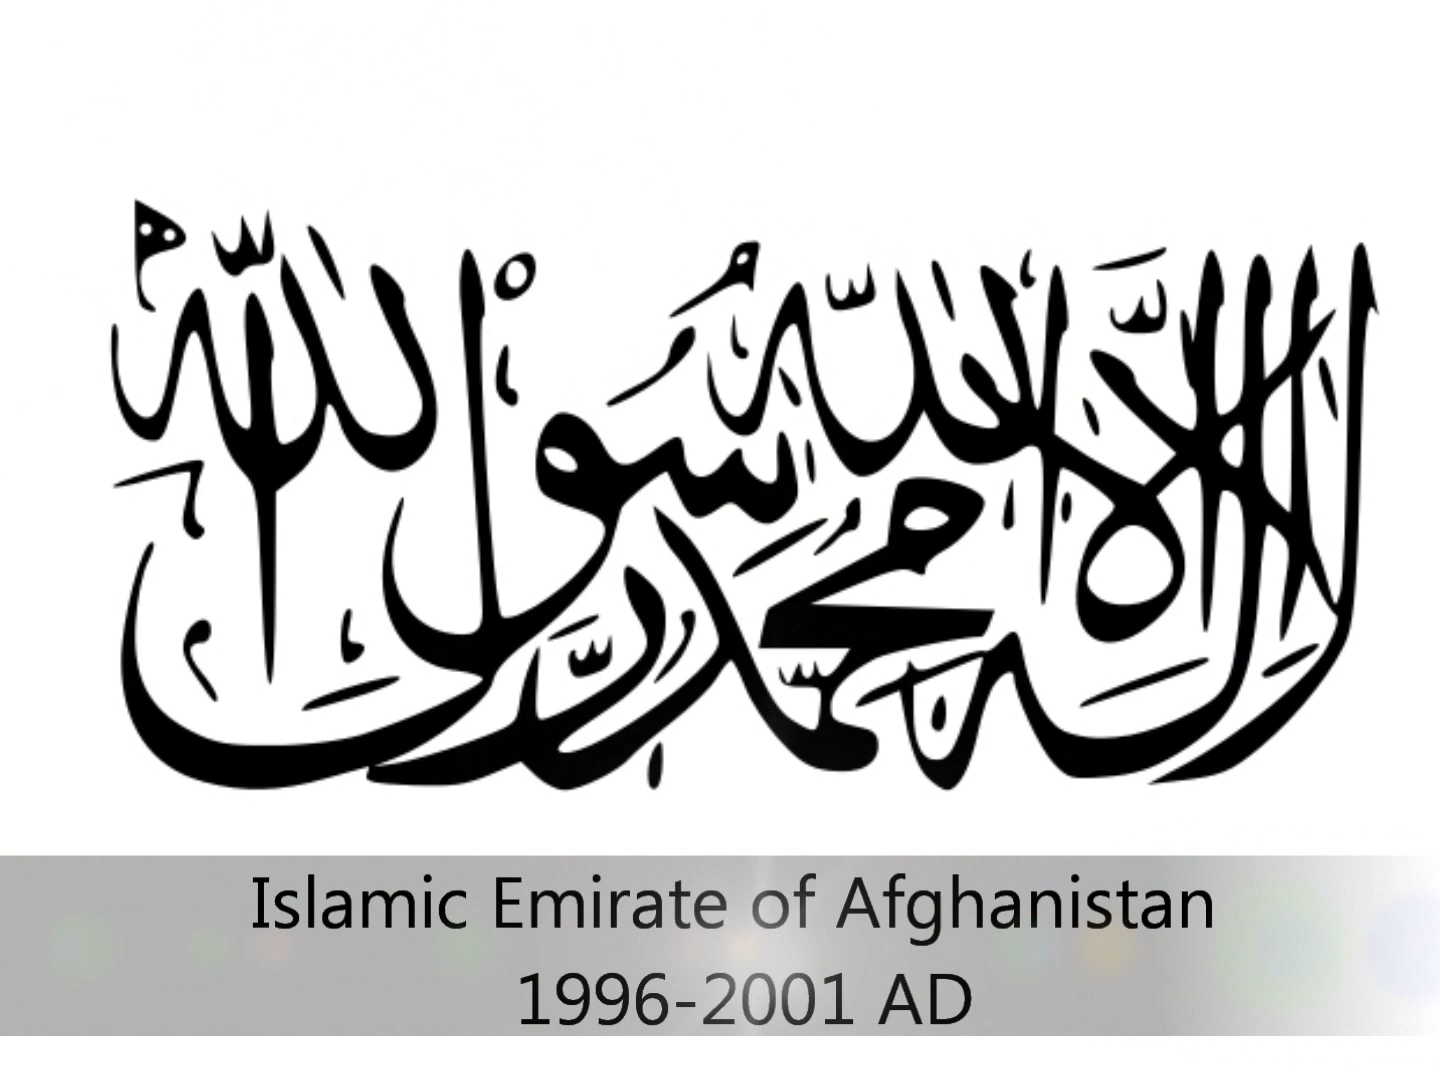 لا إله إلا الله محمد رسول الله
Islamic Emirate of Afghanistan
1996-2001 AD